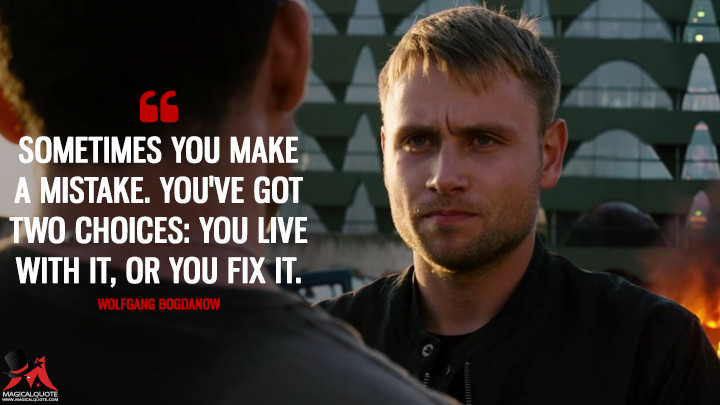 ❝
SOMETIMES YOU MAKE
A MISTAKE. YOU'VE GOT
TWO CHOICES: YOU LIVE
WITH IT, OR YOU FIX IT.
WOLFGANG BOGDANOW
MAGICALQUOTE
WWW.MAGICALQUOTE.COM